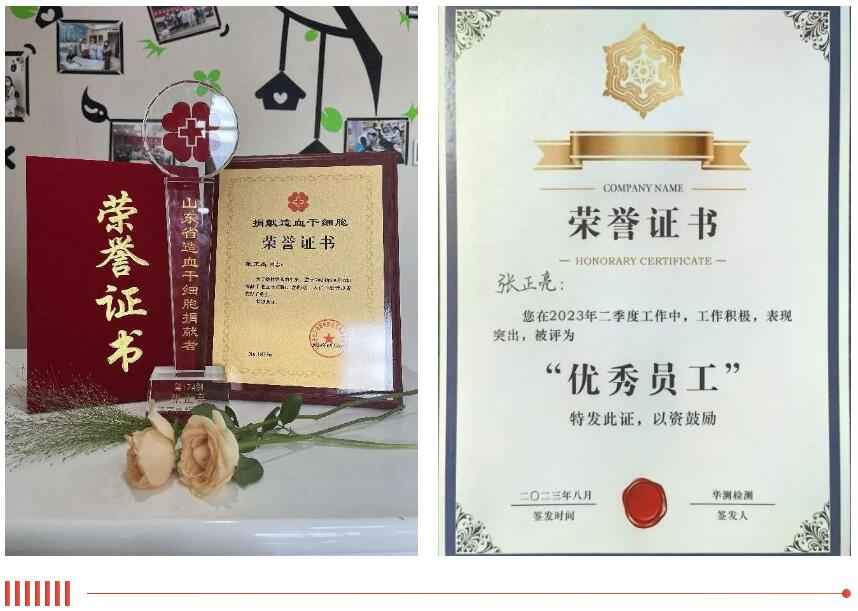 荣誉证书
山东省造血干细胞捐献者
捐献造血干细胞
荣誉证书
COMPANY NAME
荣誉证书
HONORARY CERTIFICATE
张正亮：
您在2023年二季度工作中，工作积极，表现
突出，被评为
“优秀员工”
特发此证，以资鼓励
二〇二三年八月
签发时间
华测检测
签发人